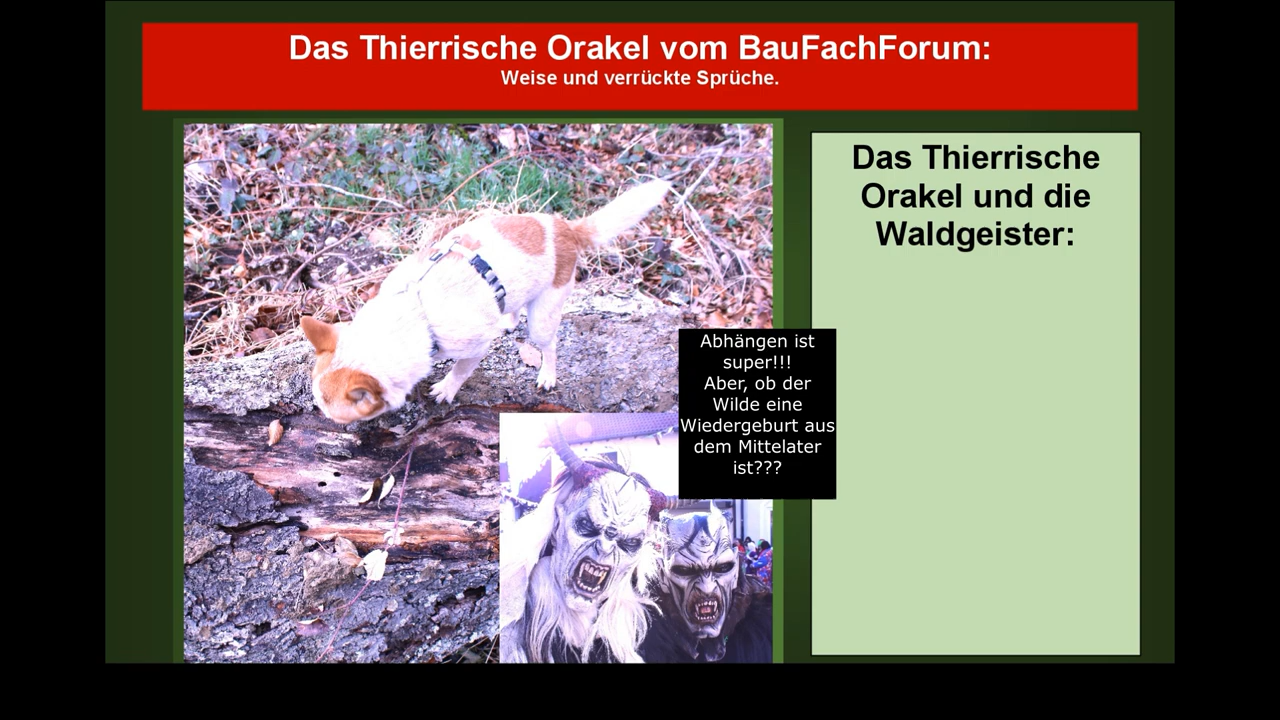 Das Thierrische Orakel vom BauFachForum:
Weise und verrückte Sprüche.
Das Thierrische
Orakel und die
Waldgeister:
Abhängen ist
super!!!
Aber, ob der
Wilde eine
Wiedergeburt aus
dem Mittelater
ist???